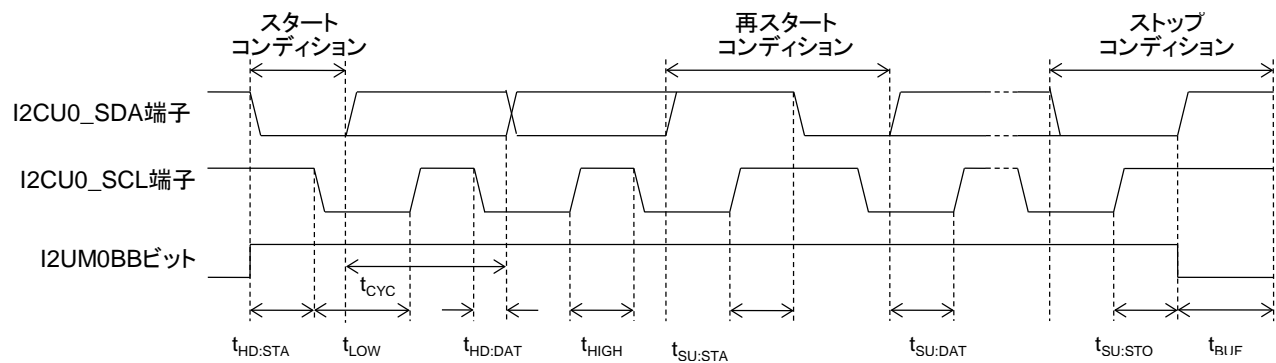 スタート
コンディション
再スタート
コンディション
ストップ
コンディション
I2CU0_SDA端子
I2CU0_SCL端子
I2UM0BBビット
tCYC
tHD:STA
tLOW
tHD:DAT
tHIGH
tSU:STA
tSU:DAT
tSU:STO
tBUF